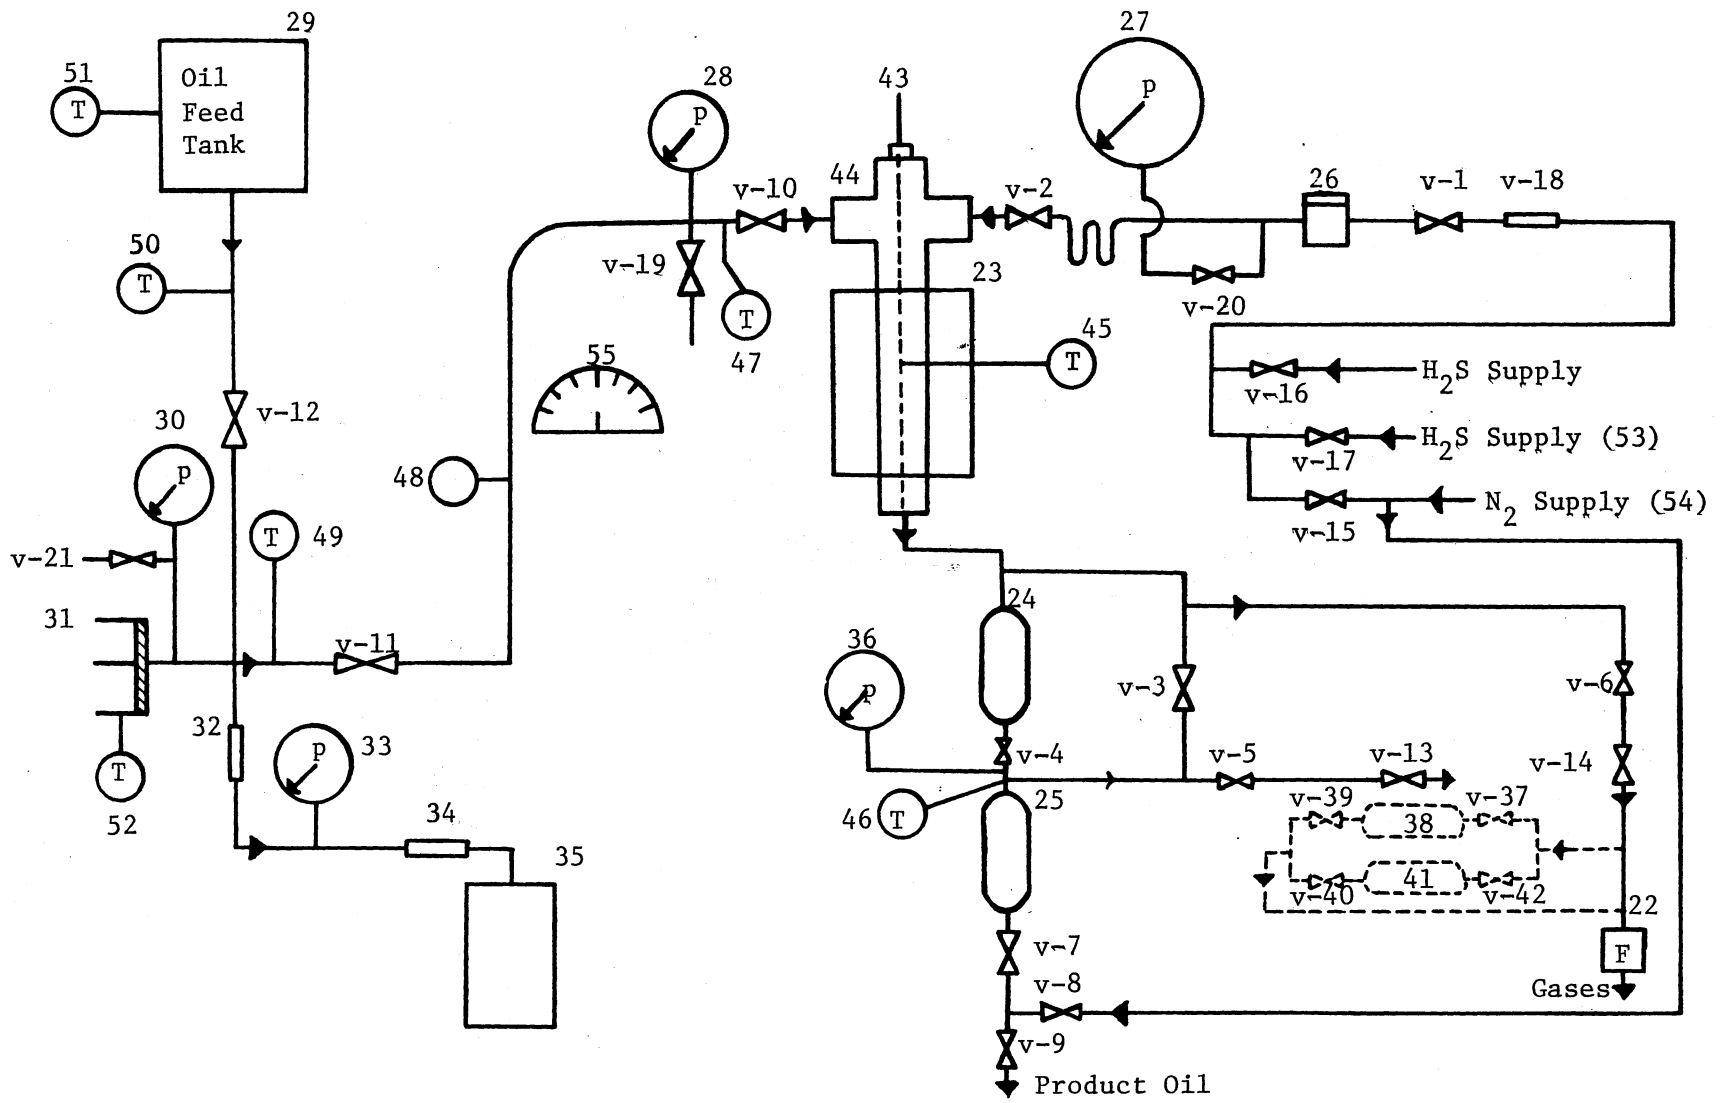 29
27
51
T
Oil
Feed
Tank
28
p
43
p
44
v-10
v-2
26
v-1
v-18
50
T
v-19
23
T
47
v-20
45
T
55
H2S Supply
v-16
30
v-12
p
48
H2S Supply (53)
v-17
N2 Supply (54)
v-15
T
49
v-21
31
v-11
24
36
p
v-3
v-6
32
p
33
v-4
v-5
v-13
v-14
T
52
46
T
25
v-39
v-37
38
34
35
41
v-40
v-42
22
F
v-7
Gases
v-8
v-9
Product Oil